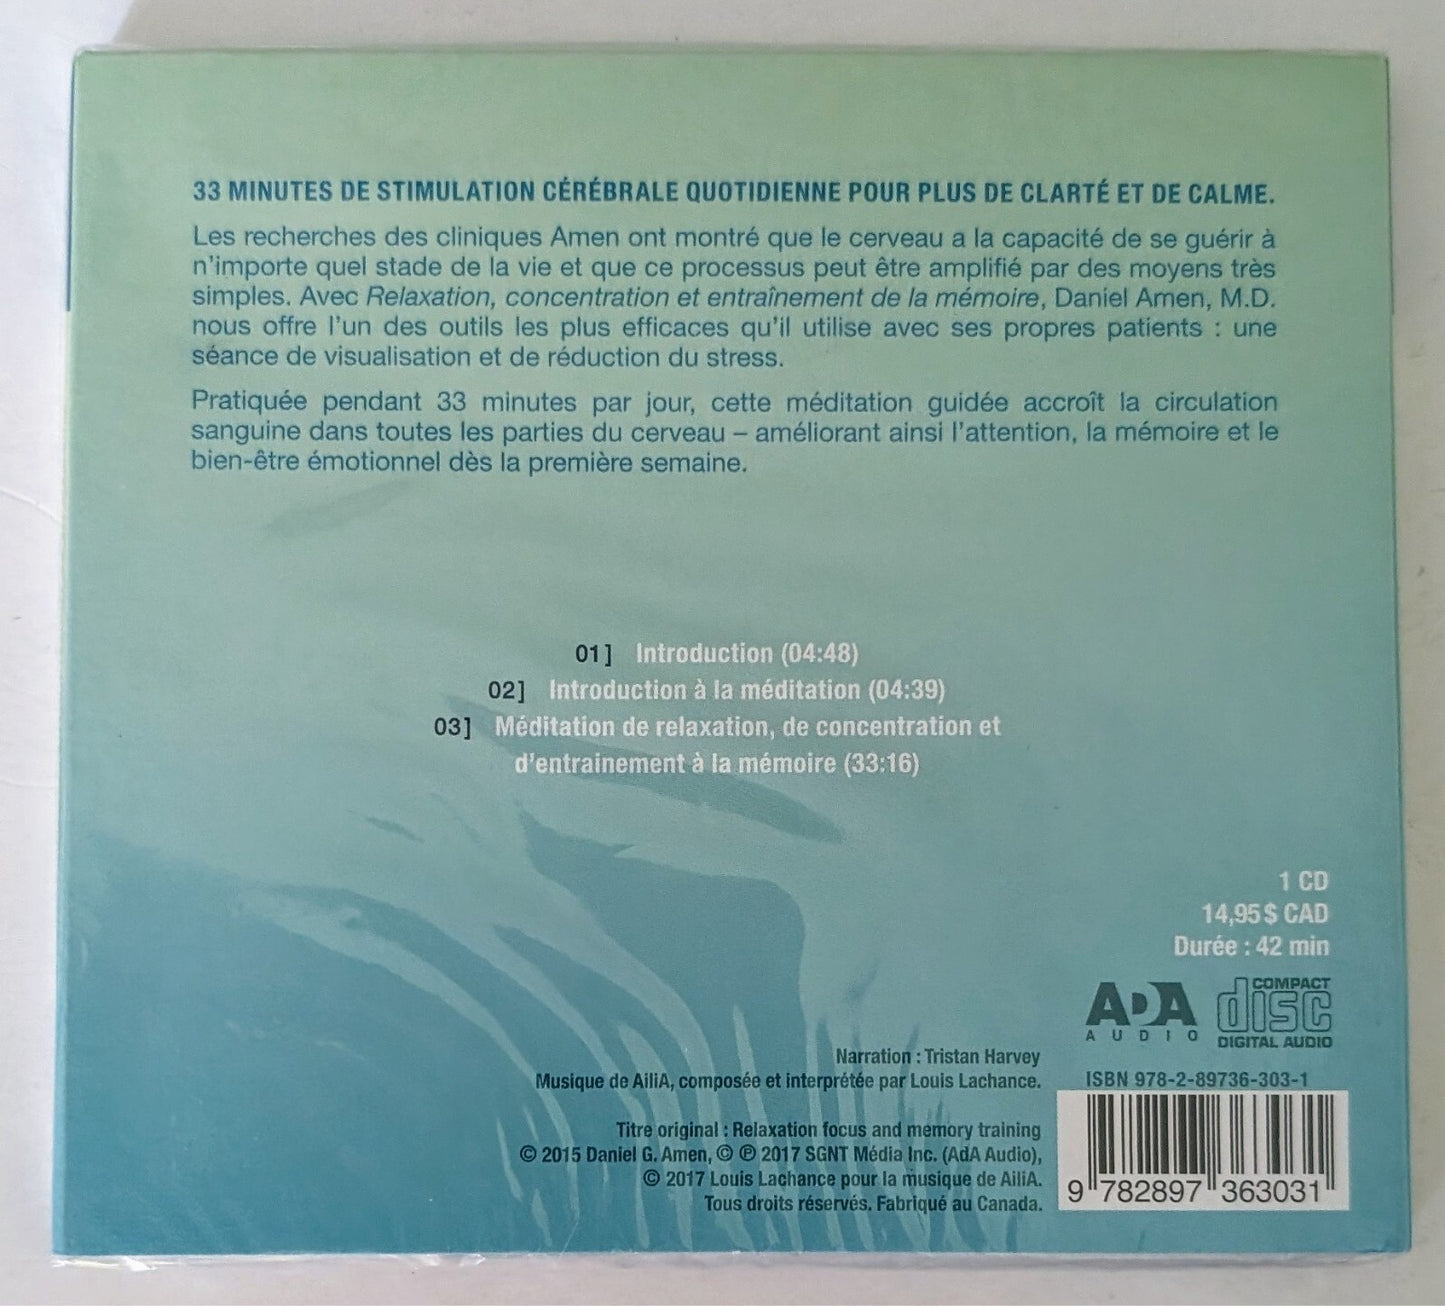 33 MINUTES DE STIMULATION CÉRÉBRALE QUOTIDIENNE POUR PLUS DE CLARTÉ ET DE CALME.
Les recherches des cliniques Amen ont montré que le cerveau a la capacité de se guérir à
n'importe quel stade de la vie et que ce processus peut être amplifié par des moyens très
simples. Avec Relaxation, concentration et entraînement de la mémoire, Daniel Amen, M.D.
nous offre l'un des outils les plus efficaces qu'il utilise avec ses propres patients : une
séance de visualisation et de réduction du stress.
Pratiquée pendant 33 minutes par jour, cette méditation guidée accroît la circulation
sanguine dans toutes les parties du cerveau – améliorant ainsi l'attention, la mémoire et le
bien-être émotionnel dès la première semaine.
01] Introduction (04:48)
02] Introduction à la méditation (04:39)
03] Méditation de relaxation, de concentration et
d'entrainement à la mémoire (33:16)
1 CD
14,95$ CAD
Durée : 42 min
ADA
AUDIO
COMPACT
disc
DIGITAL AUDIO
Narration : Tristan Harvey
Musique de AiliA, composée et interprétée par Louis Lachance.
Titre original : Relaxation focus and memory training
© 2015 Daniel G. Amen, © ℗ 2017 SGNT Média Inc. (AdA Audio),
© 2017 Louis Lachance pour la musique de AiliA.
Tous droits réservés. Fabriqué au Canada.
ISBN 978-2-89736-303-1
9 782897 363031